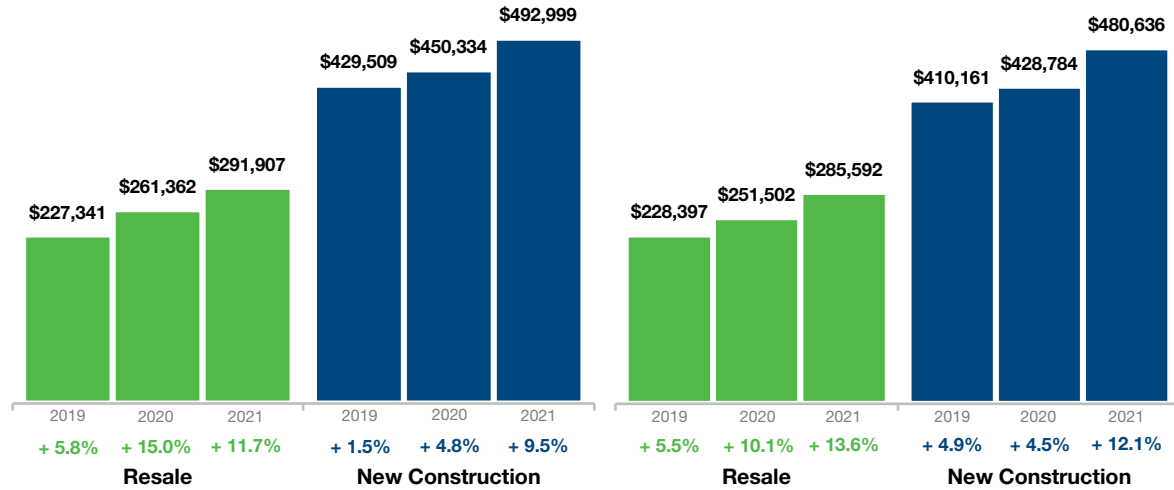 $227,341
$261,362
$291,907
$429,509
$450,334
$492,999
2019 2020 2021 2019 2020 2021
+ 5.8% + 15.0% + 11.7% + 1.5% + 4.8% + 9.5%
Resale New Construction
$228,397
$251,502
$285,592
$410,161
$428,784
$480,636
2019 2020 2021 2019 2020 2021
+ 5.5% + 10.1% + 13.6% + 4.9% + 4.5% + 12.1%
Resale New Construction